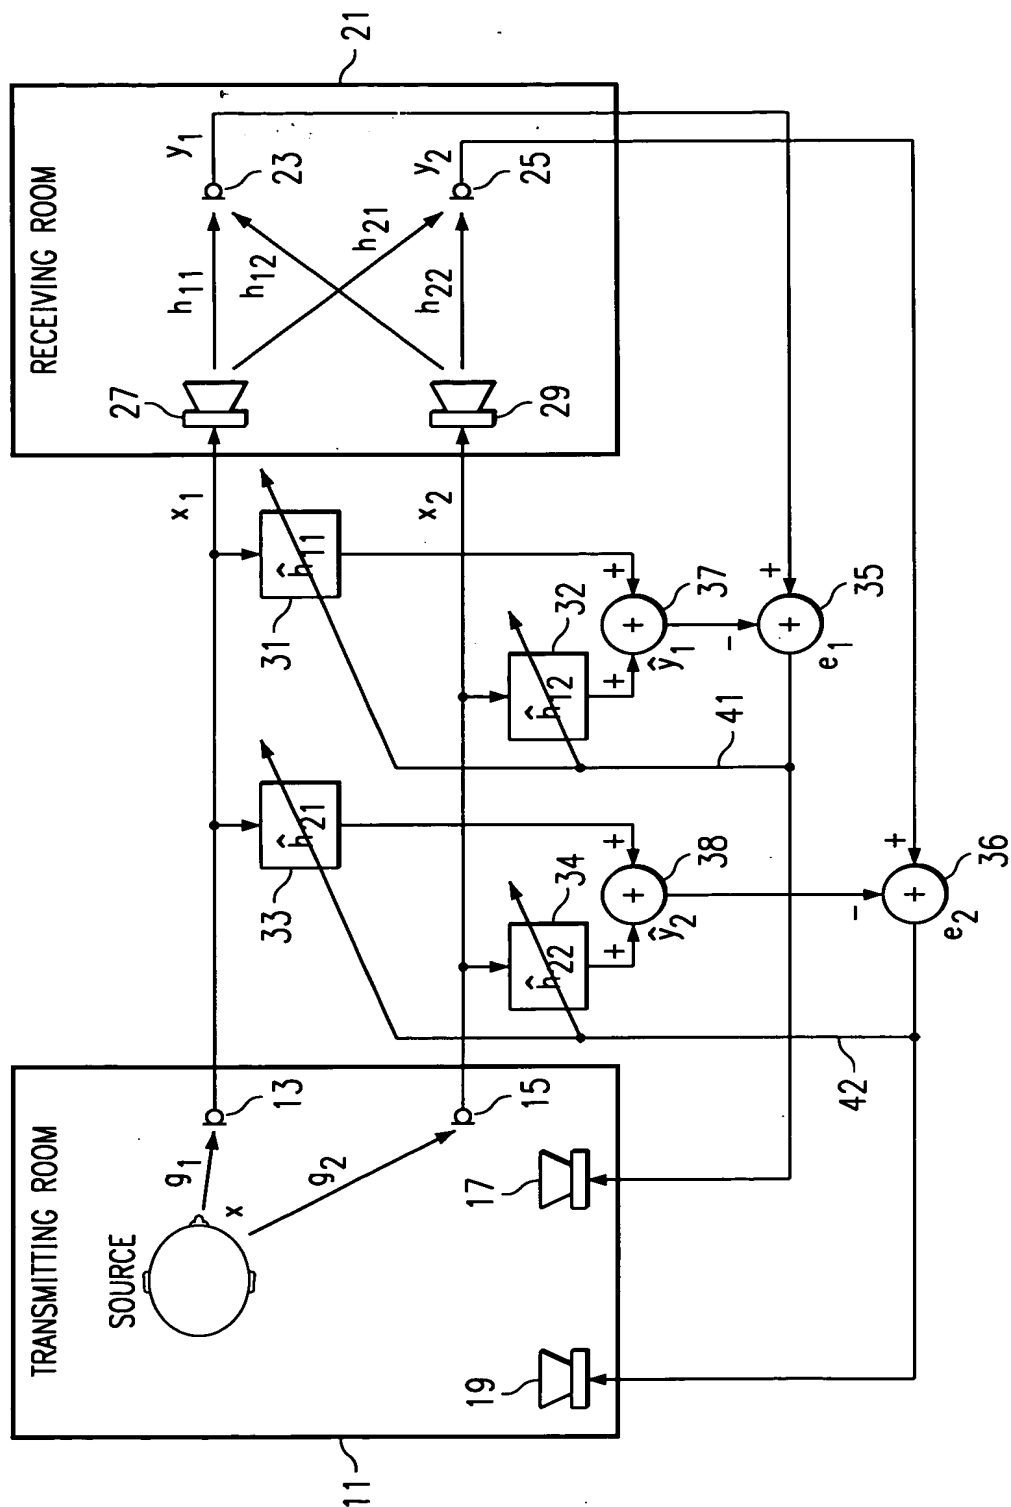 TRANSMITTING ROOM
SOURCE
x
g₁
g₂
13
15
17
19
11
RECEIVING ROOM
21
27
29
h₁₁
h₁₂
h₂₁
h₂₂
y₁
23
y₂
25
x₁
x₂
ĥ₂₁
33
ĥ₁₁
31
ĥ₂₂
34
ĥ₁₂
32
+
+
+
38
ŷ₂
+
+
+
37
ŷ₁
-
+
+
35
e₁
41
-
+
+
36
e₂
42